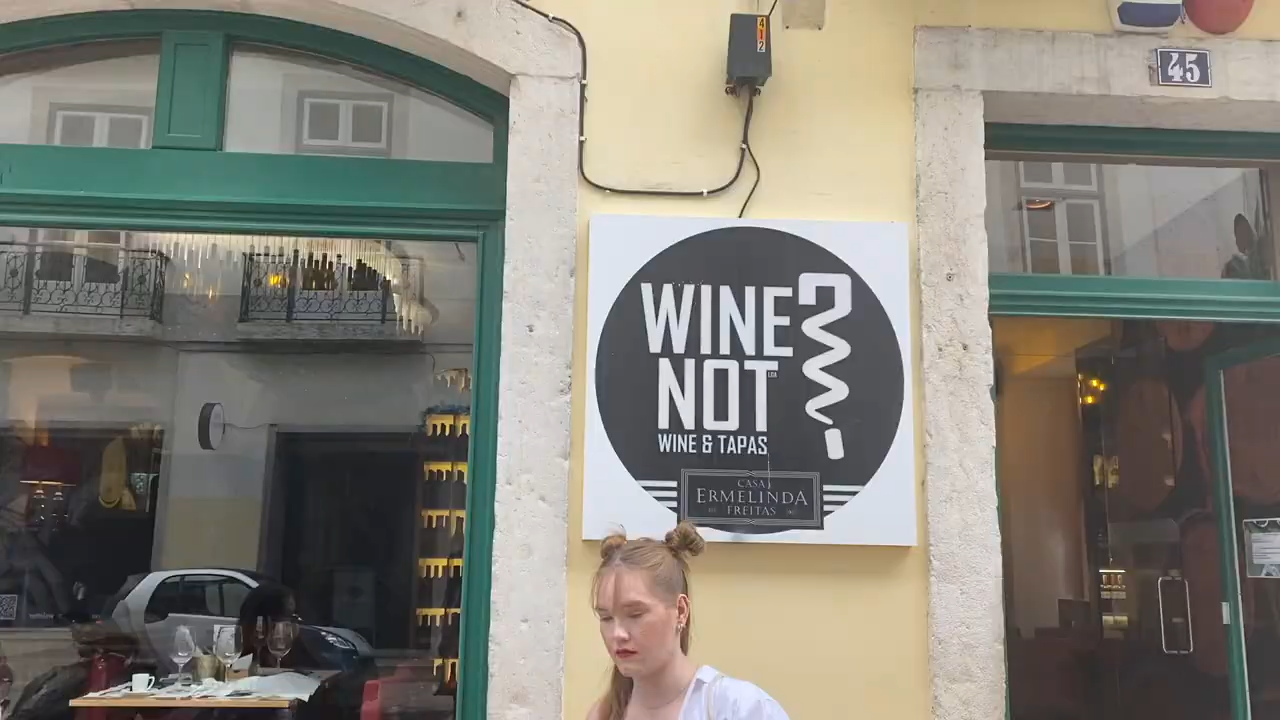 412
45
WINE
NOT LDA
WINE & TAPAS
CASA
ERMELINDA
FREITAS